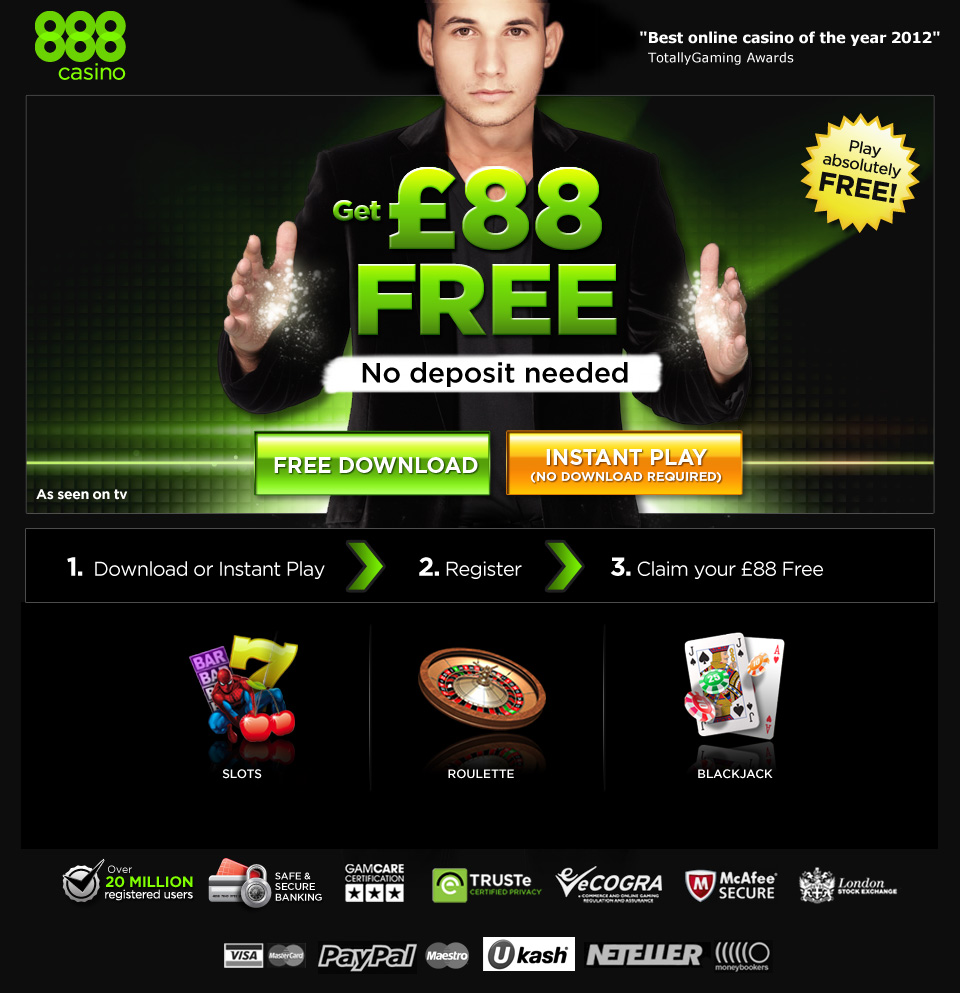 888
888
casino
"Best online casino of the year 2012"
TotallyGaming Awards
Play
absolutely
FREE!
Get £88
FREE
No deposit needed
FREE DOWNLOAD
INSTANT PLAY
(NO DOWNLOAD REQUIRED)
As seen on tv
1. Download or Instant Play
2. Register
3. Claim your £88 Free
BAR
BA
7
J
A
25
J
A
SLOTS
ROULETTE
BLACKJACK
Over
20 MILLION
registered users
SAFE &
SECURE
BANKING
GAMCARE
CERTIFICATION
e
TRUSTe
CERTIFIED PRIVACY
eCOGRA
e-COMMERCE AND ONLINE GAMING
REGULATION AND ASSURANCE
M
McAfee®
SECURE
London
STOCK EXCHANGE
VISA
MasterCard
PayPal
Maestro
Ukash
NETELLER
moneybookers